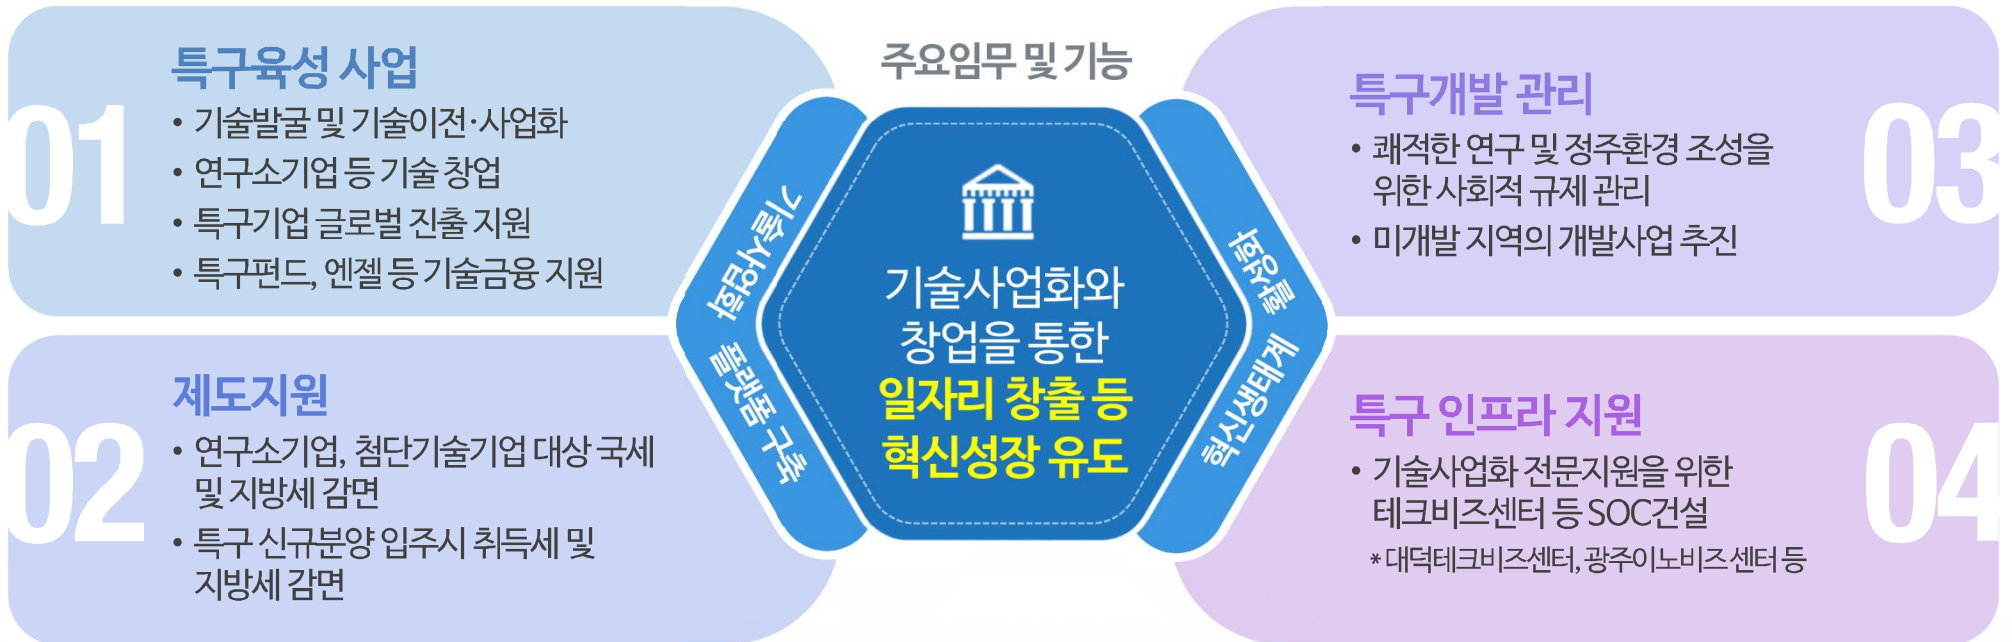 주요임무 및 기능
01
특구육성 사업
• 기술발굴 및 기술이전·사업화
• 연구소기업 등 기술 창업
• 특구기업 글로벌 진출 지원
• 특구펀드, 엔젤 등 기술금융 지원
02
제도지원
• 연구소기업, 첨단기술기업 대상 국세
및 지방세 감면
• 특구 신규분양 입주시 취득세 및
지방세 감면
기술사업화
플랫폼 구축
기술사업화와
창업을 통한
일자리 창출 등
혁신성장 유도
혁신생태계
활성화
03
특구개발 관리
• 쾌적한 연구 및 정주환경 조성을
위한 사회적 규제 관리
• 미개발 지역의 개발사업 추진
04
특구 인프라 지원
• 기술사업화 전문지원을 위한
테크비즈센터 등 SOC건설
* 대덕테크비즈센터, 광주이노비즈 센터 등